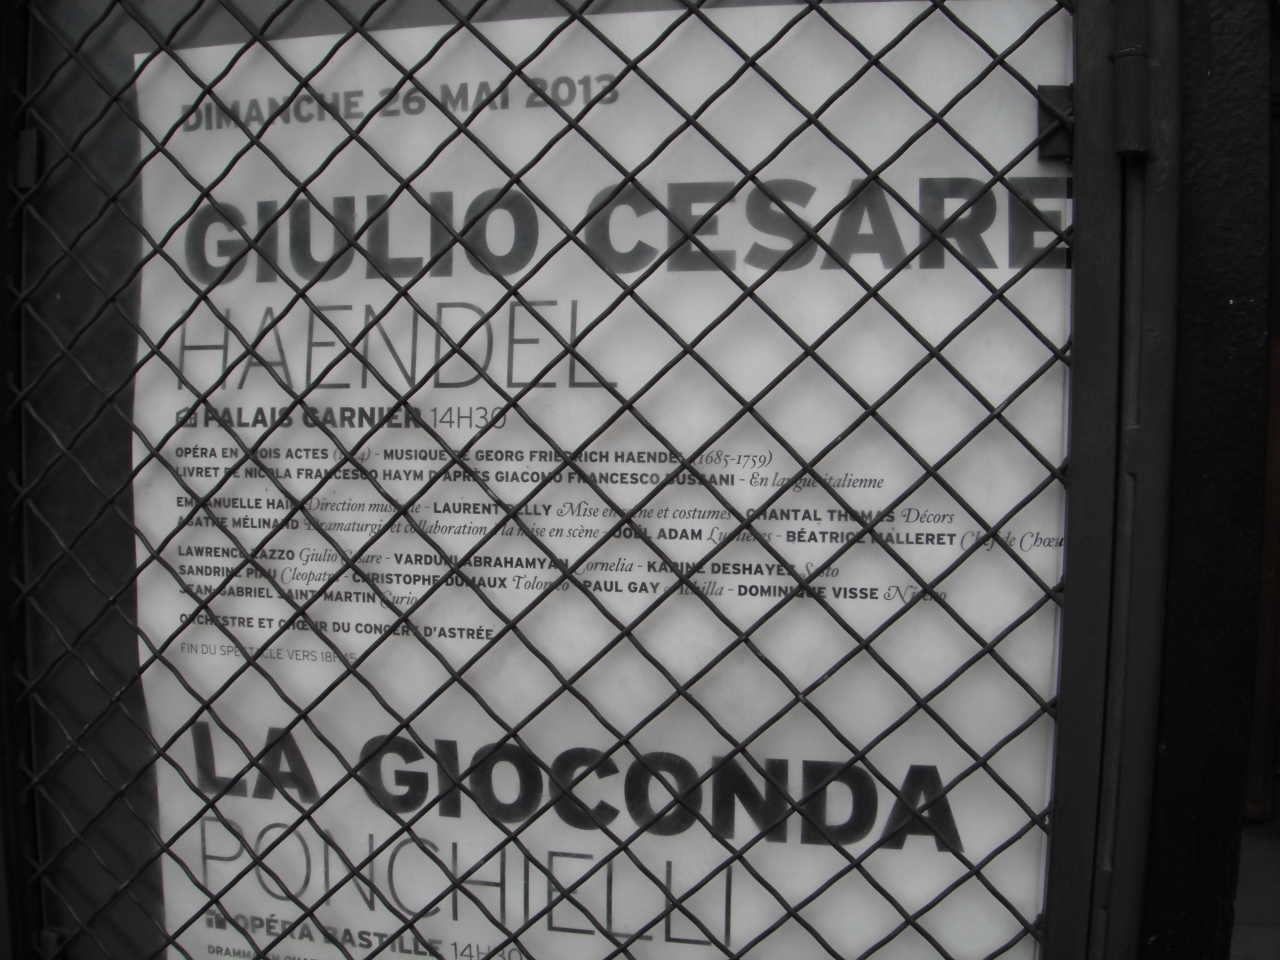 DIMANCHE 26 MAI 2013
GIULIO CESARE
HAENDEL
PALAIS GARNIER 14H30
OPÉRA EN TROIS ACTES - MUSIQUE DE GEORG FRIEDRICH HAENDEL (1685-1759)
LIVRET DE NICOLA FRANCESCO HAYM D'APRÈS GIACOMO FRANCESCO BUSSANI - En langue italienne
EMMANUELLE HAÏM Direction musicale - LAURENT PELLY Mise en scène et costumes - CHANTAL THOMAS Décors
AGATHE MÉLINAND Dramaturgie et collaboration à la mise en scène - JOËL ADAM Lumières - BÉATRICE MALLERET Chef de Chœur
LAWRENCE ZAZZO Giulio Cesare - VARDUHI ABRAHAMYAN Cornelia - KARINE DESHAYES Sesto
SANDRINE PIAU Cleopatra - CHRISTOPHE DUMAUX Tolomeo - PAUL GAY Achilla - DOMINIQUE VISSE Nireno
JEAN-GABRIEL SAINT-MARTIN Curio
ORCHESTRE ET CHŒUR DU CONCERT D'ASTRÉE
FIN DU SPECTACLE VERS 18H15
LA GIOCONDA
PONCHIELLI
OPÉRA BASTILLE 14H30